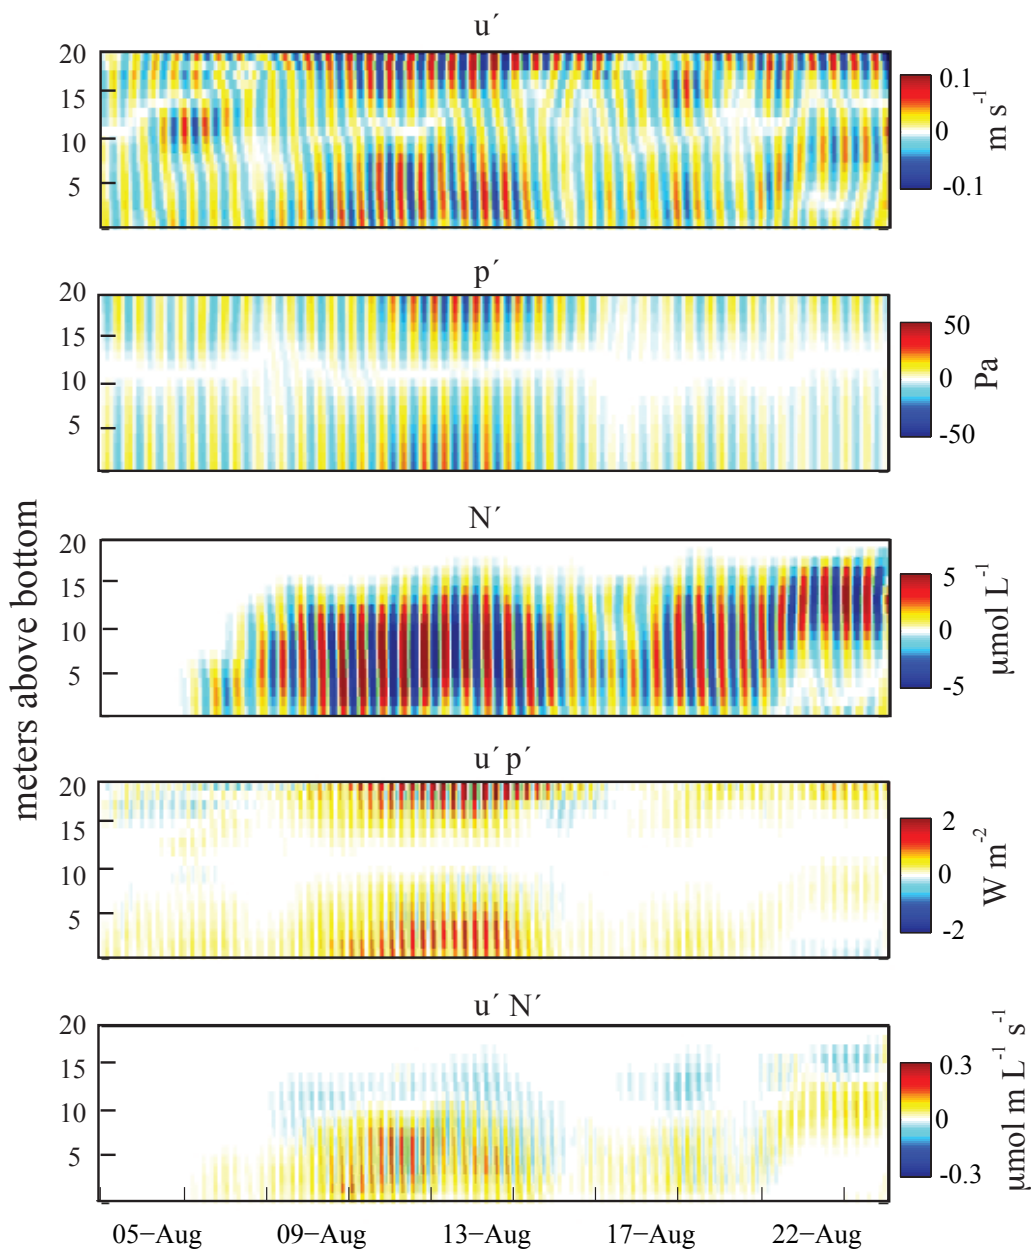 u´
20
15
10
5
0.1
0
-0.1
m s⁻¹
p´
20
15
10
5
50
0
-50
Pa
meters above bottom
N´
20
15
10
5
5
0
-5
µmol L⁻¹
u´ p´
20
15
10
5
2
0
-2
W m⁻²
u´ N´
20
15
10
5
0.3
0
-0.3
µmol m L⁻¹ s⁻¹
05−Aug 09−Aug 13−Aug 17−Aug 22−Aug